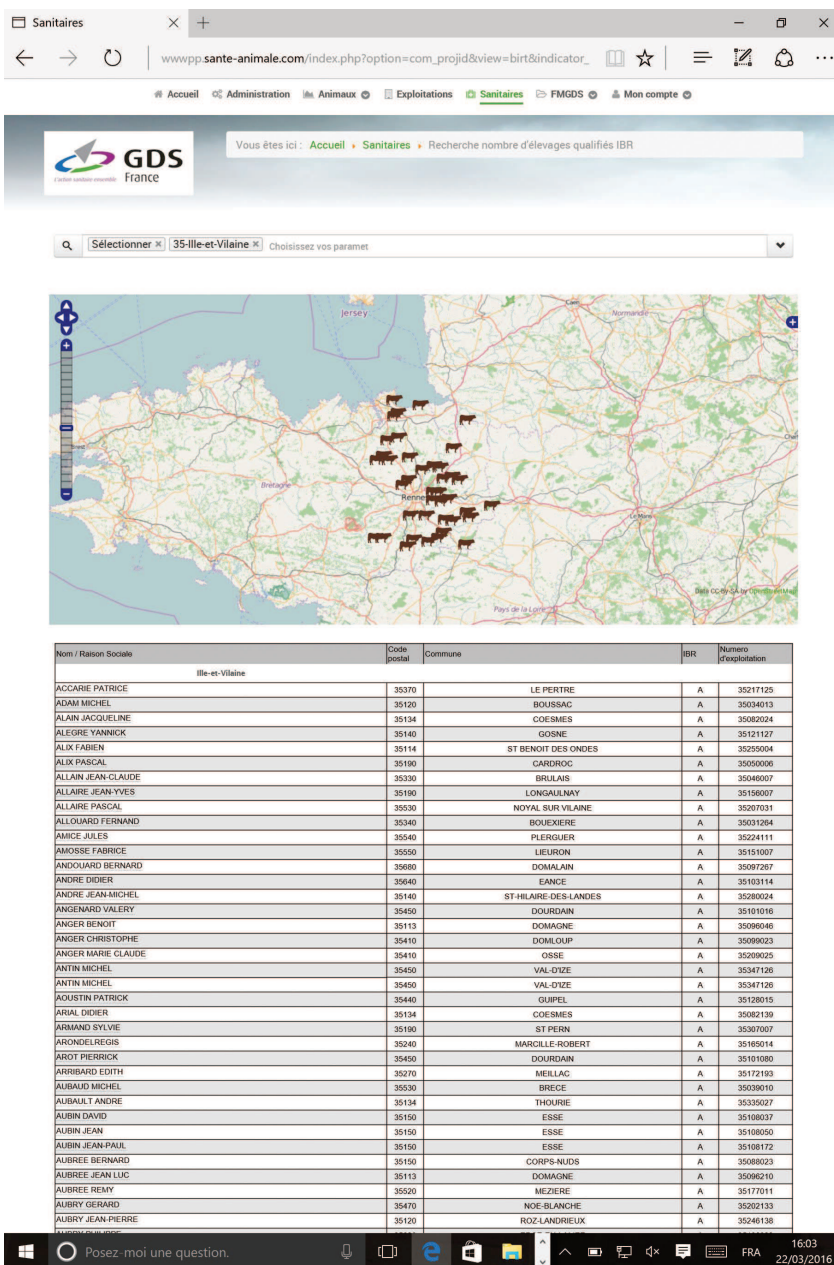 Sanitaires
wwwpp.sante-animale.com/index.php?option=com_projid&view=birt&indicator_
Accueil Administration Animaux Exploitations Sanitaires FMGDS Mon compte
GDS
France
L'action sanitaire ensemble
Vous êtes ici : Accueil Sanitaires Recherche nombre d'élevages qualifiés IBR
Sélectionner × 35-Ille-et-Vilaine × Choisissez vos paramet
Jersey
Caen
Normandie
Bretagne
Le Mans
Pays de la Loire
Data CC-By-SA by OpenStreetMap
Nom / Raison Sociale Code postal Commune IBR Numero d'exploitation
Ille-et-Vilaine
ACCARIE PATRICE 35370 LE PERTRE A 35217125
ADAM MICHEL 35120 BOUSSAC A 35034013
ALAIN JACQUELINE 35134 COESMES A 35082024
ALEGRE YANNICK 35140 GOSNE A 35121127
ALIX FABIEN 35114 ST BENOIT DES ONDES A 35255004
ALIX PASCAL 35190 CARDROC A 35050006
ALLAIN JEAN-CLAUDE 35330 BRULAIS A 35046007
ALLAIRE JEAN-YVES 35190 LONGAULNAY A 35156007
ALLAIRE PASCAL 35530 NOYAL SUR VILAINE A 35207031
ALLOUARD FERNAND 35340 BOUEXIERE A 35031264
AMICE JULES 35540 PLERGUER A 35224111
AMOSSE FABRICE 35550 LIEURON A 35151007
ANDOUARD BERNARD 35680 DOMALAIN A 35097267
ANDRE DIDIER 35640 EANCE A 35103114
ANDRE JEAN-MICHEL 35140 ST-HILAIRE-DES-LANDES A 35280024
ANGENARD VALERY 35450 DOURDAIN A 35101016
ANGER BENOIT 35113 DOMAGNE A 35096046
ANGER CHRISTOPHE 35410 DOMLOUP A 35099023
ANGER MARIE CLAUDE 35410 OSSE A 35209025
ANTIN MICHEL 35450 VAL-D'IZE A 35347126
ANTIN MICHEL 35450 VAL-D'IZE A 35347126
AOUSTIN PATRICK 35440 GUIPEL A 35128015
ARIAL DIDIER 35134 COESMES A 35082139
ARMAND SYLVIE 35190 ST PERN A 35307007
ARONDELREGIS 35240 MARCILLE-ROBERT A 35165014
AROT PIERRICK 35450 DOURDAIN A 35101080
ARRIBARD EDITH 35270 MEILLAC A 35172193
AUBAUD MICHEL 35530 BRECE A 35039010
AUBAULT ANDRE 35134 THOURIE A 35335027
AUBIN DAVID 35150 ESSE A 35108037
AUBIN JEAN 35150 ESSE A 35108050
AUBIN JEAN-PAUL 35150 ESSE A 35108172
AUBREE BERNARD 35150 CORPS-NUDS A 35088023
AUBREE JEAN LUC 35113 DOMAGNE A 35096210
AUBREE REMY 35520 MEZIERE A 35177011
AUBRY GERARD 35470 NOE-BLANCHE A 35202133
AUBRY JEAN-PIERRE 35120 ROZ-LANDRIEUX A 35246138
Posez-moi une question.
FRA
16:03
22/03/2016